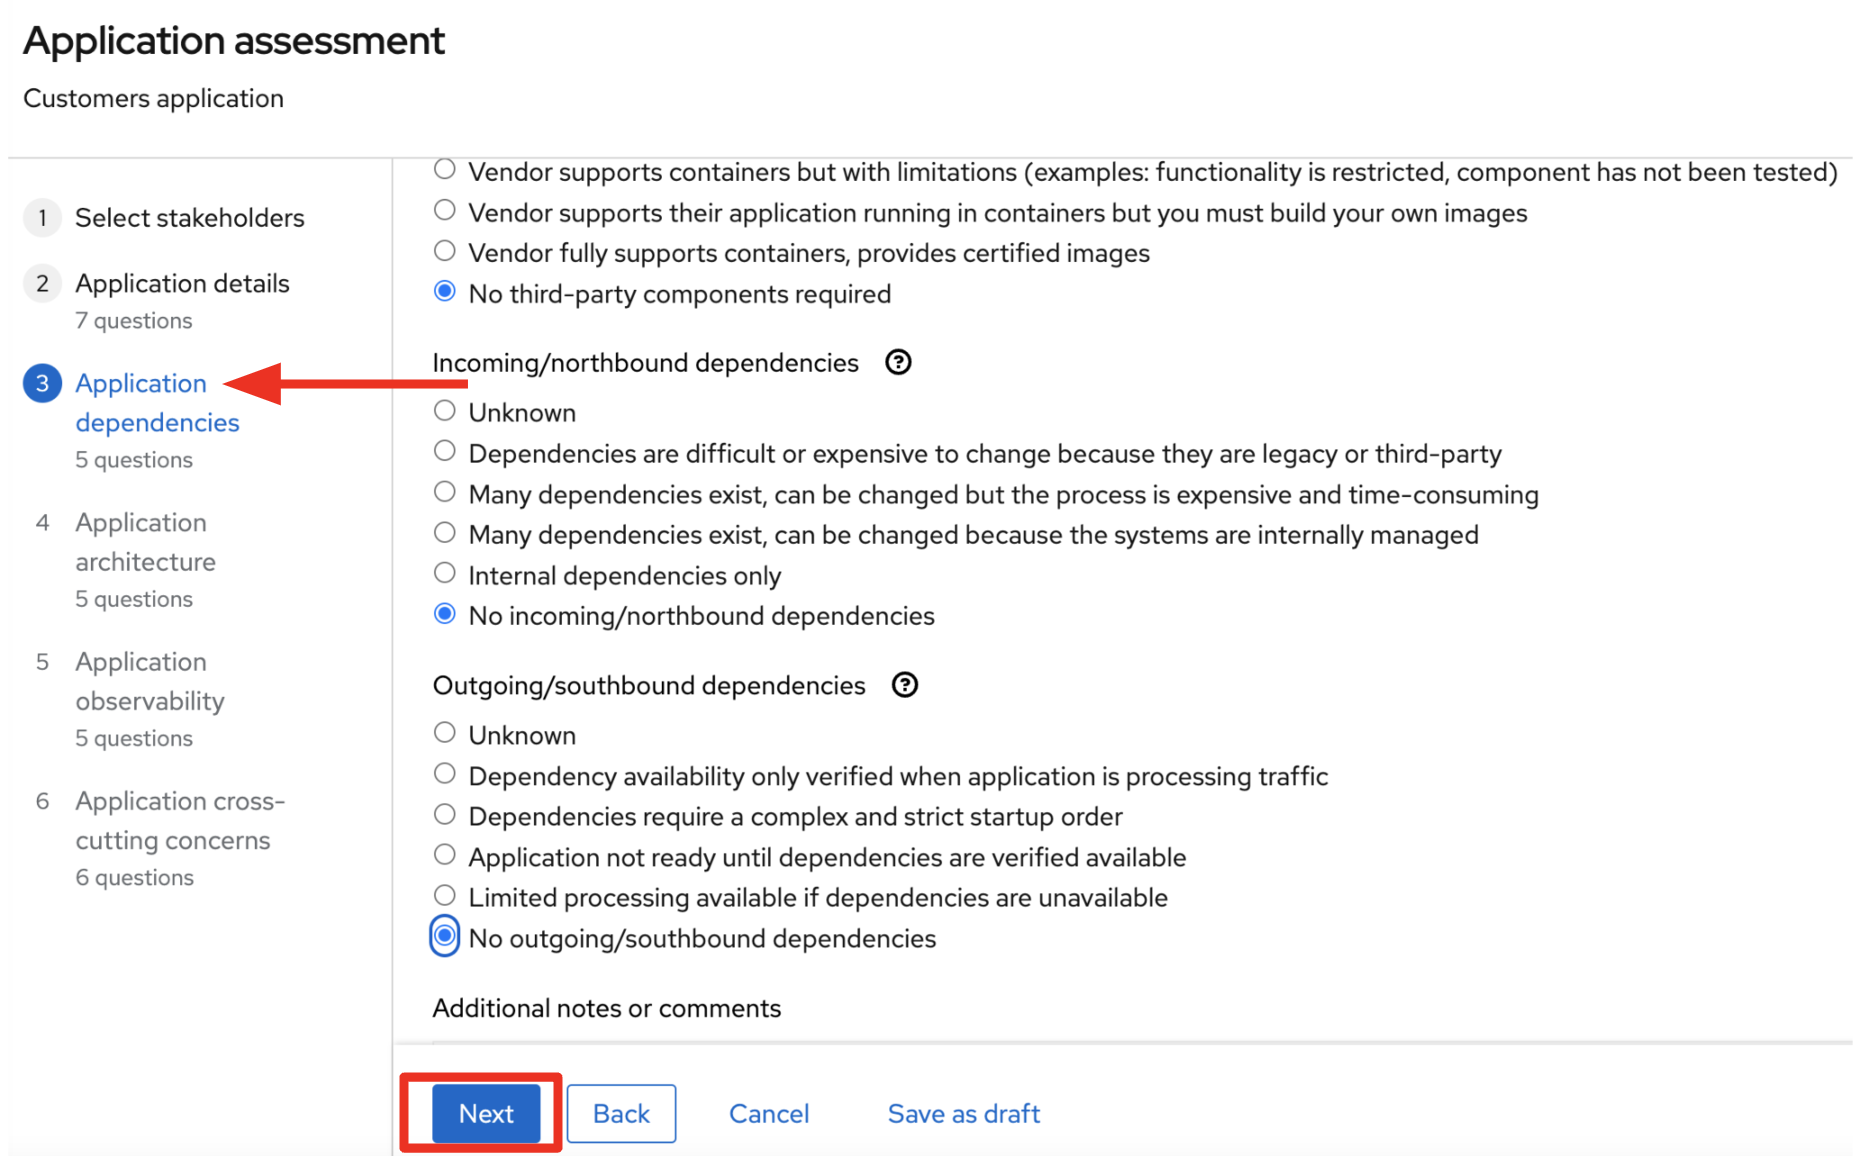 Application assessment
Customers application
1 Select stakeholders
2 Application details
7 questions
3 Application
dependencies
5 questions
4 Application
architecture
5 questions
5 Application
observability
5 questions
6 Application cross-
cutting concerns
6 questions
Vendor supports containers but with limitations (examples: functionality is restricted, component has not been tested)
Vendor supports their application running in containers but you must build your own images
Vendor fully supports containers, provides certified images
No third-party components required
Incoming/northbound dependencies ?
Unknown
Dependencies are difficult or expensive to change because they are legacy or third-party
Many dependencies exist, can be changed but the process is expensive and time-consuming
Many dependencies exist, can be changed because the systems are internally managed
Internal dependencies only
No incoming/northbound dependencies
Outgoing/southbound dependencies ?
Unknown
Dependency availability only verified when application is processing traffic
Dependencies require a complex and strict startup order
Application not ready until dependencies are verified available
Limited processing available if dependencies are unavailable
No outgoing/southbound dependencies
Additional notes or comments
Next Back Cancel Save as draft